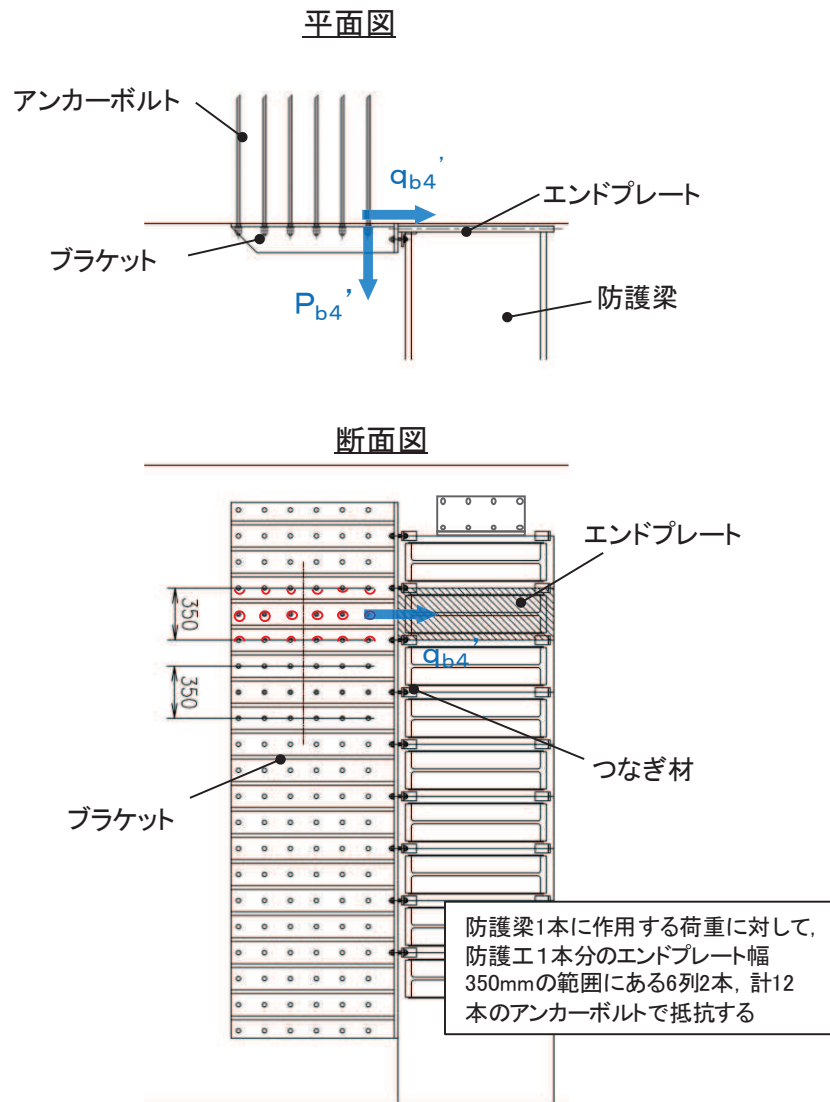 平面図
アンカーボルト
qb4'
エンドプレート
ブラケット
Pb4'
防護梁
断面図
エンドプレート
350
qb4'
350
つなぎ材
ブラケット
防護梁1本に作用する荷重に対して,
防護工1本分のエンドプレート幅
350mmの範囲にある6列2本, 計12
本のアンカーボルトで抵抗する